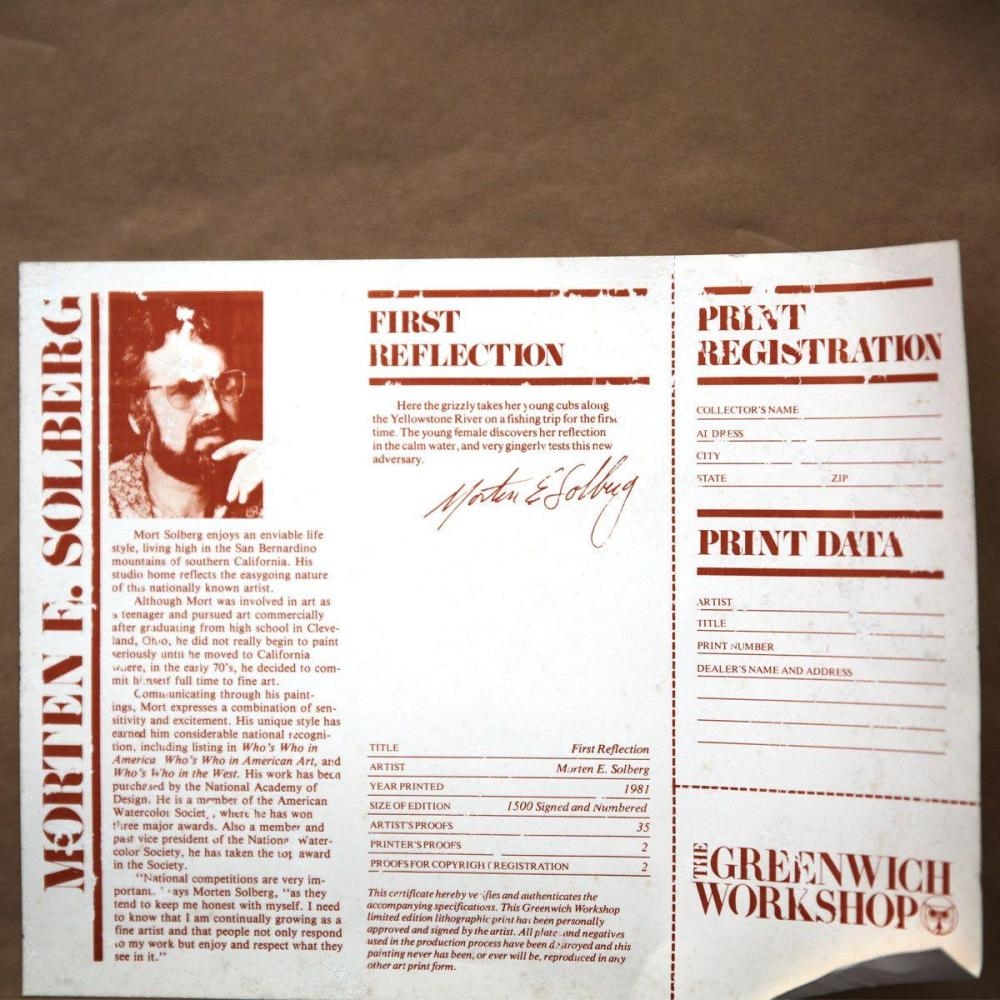 MORTEN E. SOLBERG
Mort Solberg enjoys an enviable life
style, living high in the San Bernardino
mountains of southern California. His
studio home reflects the easygoing nature
of this nationally known artist.
Although Mort was involved in art as
a teenager and pursued art commercially
after graduating from high school in Cleve-
land, Ohio, he did not really begin to paint
seriously until he moved to California
where, in the early 70's, he decided to com-
mit himself full time to fine art.
Communicating through his paint-
ings, Mort expresses a combination of sen-
sitivity and excitement. His unique style has
earned him considerable national recogni-
tion, including listing in Who's Who in
America Who's Who in American Art, and
Who's Who in the West. His work has been
purchased by the National Academy of
Design. He is a member of the American
Watercolor Society, where he has won
three major awards. Also a member and
past vice president of the National Water-
color Society, he has taken the top award
in the Society.
"National competitions are very im-
portant." says Morten Solberg, "as they
tend to keep me honest with myself. I need
to know that I am continually growing as a
fine artist and that people not only respond
to my work but enjoy and respect what they
see in it."
FIRST
REFLECTION
Here the grizzly takes her young cubs along
the Yellowstone River on a fishing trip for the first
time. The young female discovers her reflection
in the calm water, and very gingerly tests this new
adversary.
Morten E Solberg
TITLE First Reflection
ARTIST Morten E. Solberg
YEAR PRINTED 1981
SIZE OF EDITION 1500 Signed and Numbered
ARTIST'S PROOFS 35
PRINTER'S PROOFS 2
PROOFS FOR COPYRIGHT REGISTRATION 2
This certificate hereby verifies and authenticates the
accompanying specifications. This Greenwich Workshop
limited edition lithographic print has been personally
approved and signed by the artist. All plates and negatives
used in the production process have been destroyed and this
painting never has been, or ever will be, reproduced in any
other art print form.
PRINT
REGISTRATION
COLLECTOR'S NAME
ADDRESS
CITY
STATE ZIP
PRINT DATA
ARTIST
TITLE
PRINT NUMBER /
DEALER'S NAME AND ADDRESS
THE GREENWICH
WORKSHOP